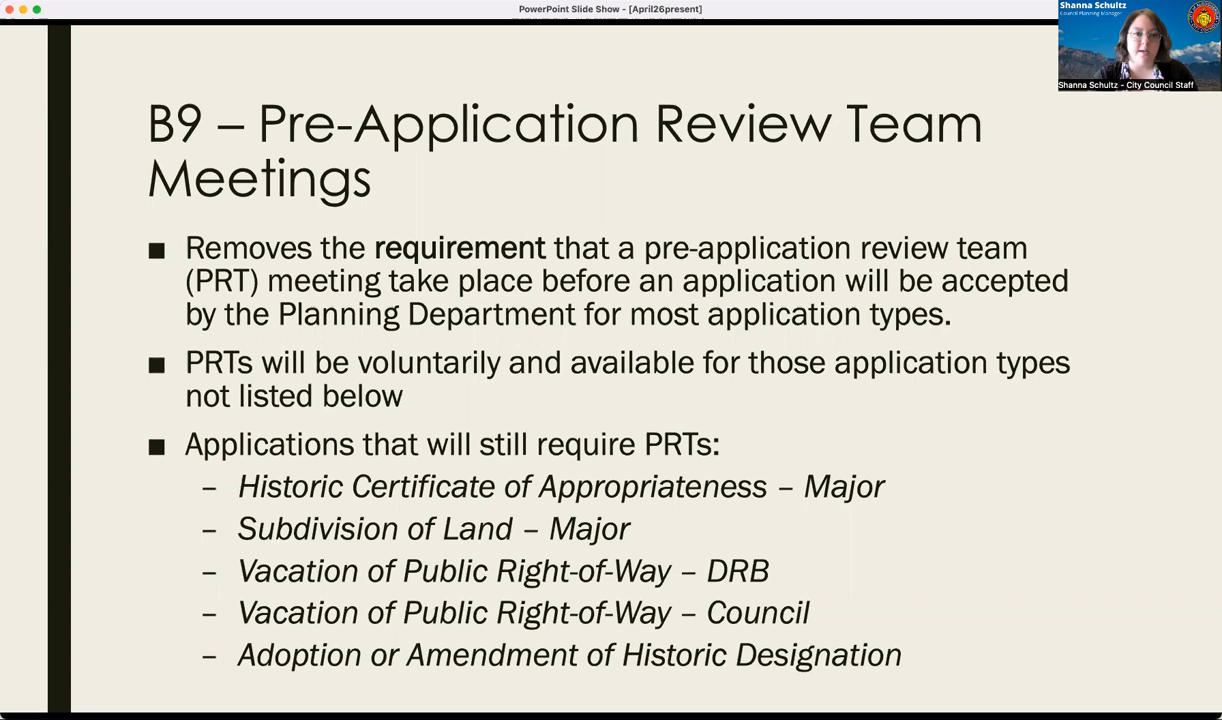 PowerPoint Slide Show - [April26present]
Shanna Schultz
Council Planning Manager
Shanna Schultz - City Council Staff
B9 – Pre-Application Review Team
Meetings
■ Removes the requirement that a pre-application review team
(PRT) meeting take place before an application will be accepted
by the Planning Department for most application types.
■ PRTs will be voluntarily and available for those application types
not listed below
■ Applications that will still require PRTs:
– Historic Certificate of Appropriateness – Major
– Subdivision of Land – Major
– Vacation of Public Right-of-Way – DRB
– Vacation of Public Right-of-Way – Council
– Adoption or Amendment of Historic Designation